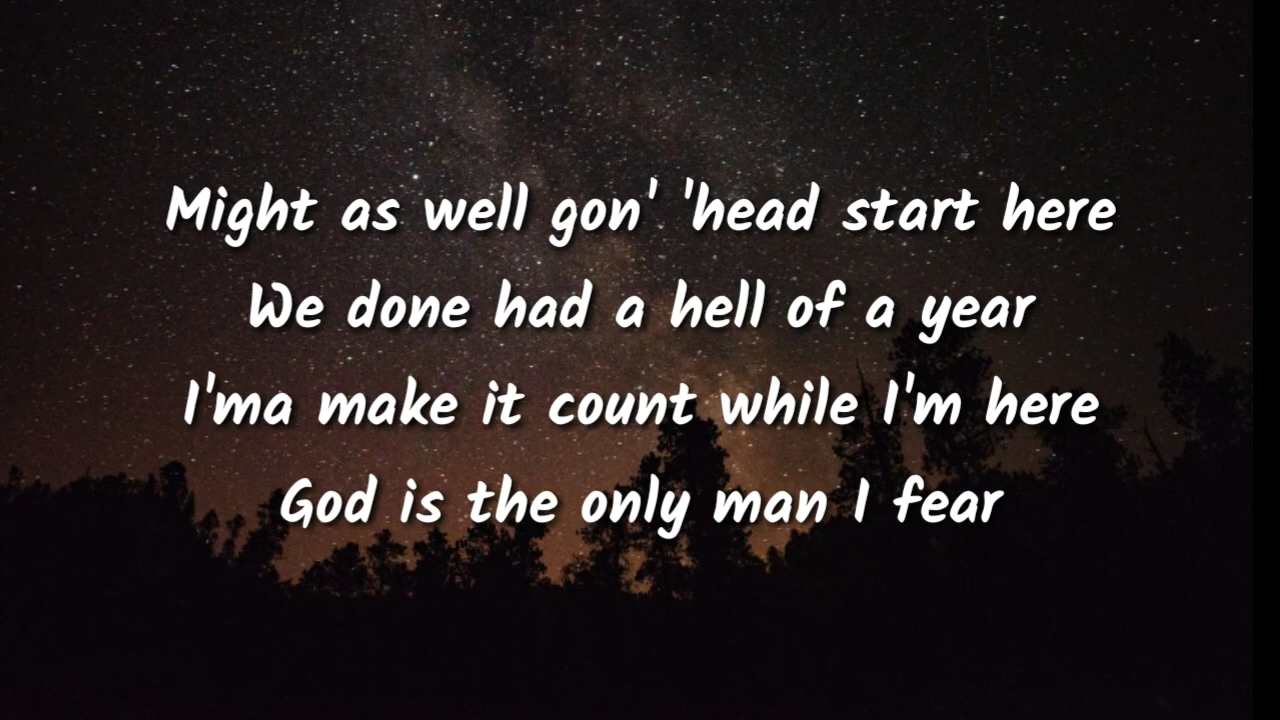 Might as well gon' 'head start here
We done had a hell of a year
I'ma make it count while I'm here
God is the only man I fear